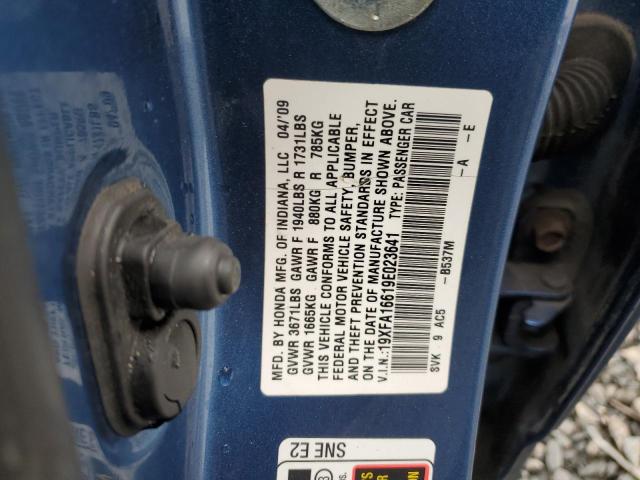 MFD. BY HONDA MFG. OF INDIANA, LLC 04/'09
GVWR 3671LBS GAWR F 1940LBS R 1731LBS
GVWR 1665KG GAWR F 880KG R 785KG
THIS VEHICLE CONFORMS TO ALL APPLICABLE
FEDERAL MOTOR VEHICLE SAFETY, BUMPER,
AND THEFT PREVENTION STANDARDS IN EFFECT
ON THE DATE OF MANUFACTURE SHOWN ABOVE.
V.I.N.:19XFA16619E023641 TYPE: PASSENGER CAR
SVK 9 AC5 -B537M -A -E
SNE E2